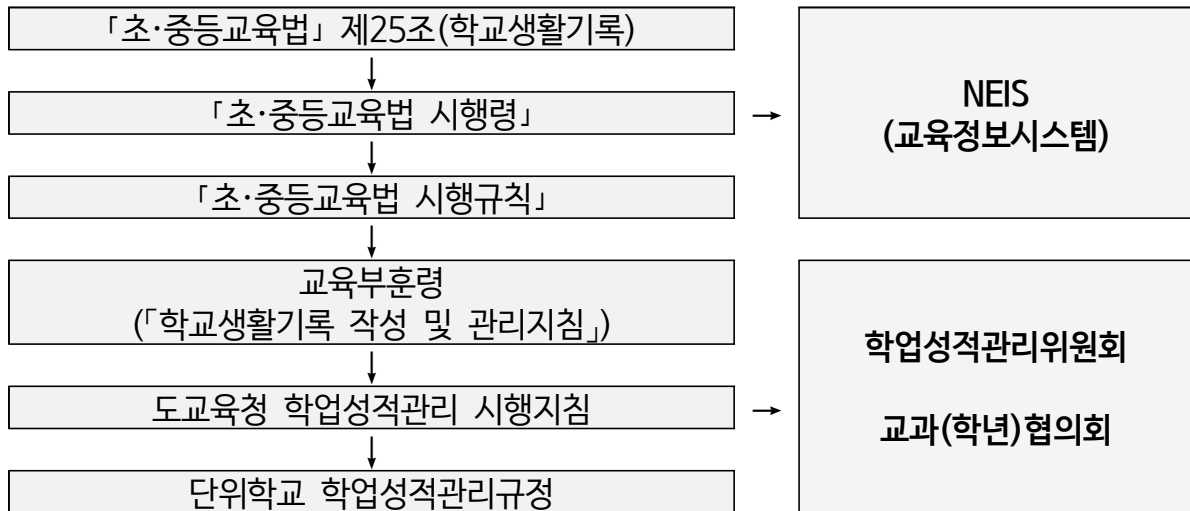 「초·중등교육법」 제25조(학교생활기록)
「초·중등교육법 시행령」
「초·중등교육법 시행규칙」
교육부훈령
(「학교생활기록 작성 및 관리지침」)
도교육청 학업성적관리 시행지침
단위학교 학업성적관리규정
NEIS
(교육정보시스템)
학업성적관리위원회
교과(학년)협의회